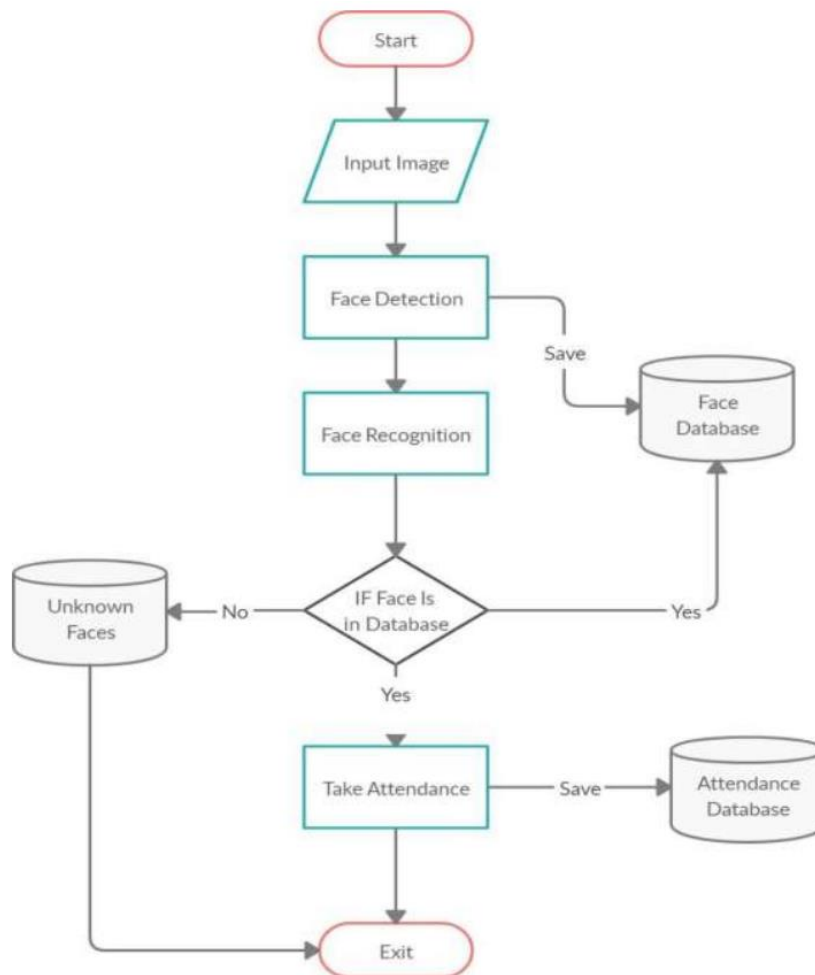 Start
Input Image
Face Detection
Save
Face
Database
Face Recognition
IF Face Is
in Database
No
Unknown
Faces
Yes
Yes
Take Attendance
Save
Attendance
Database
Exit